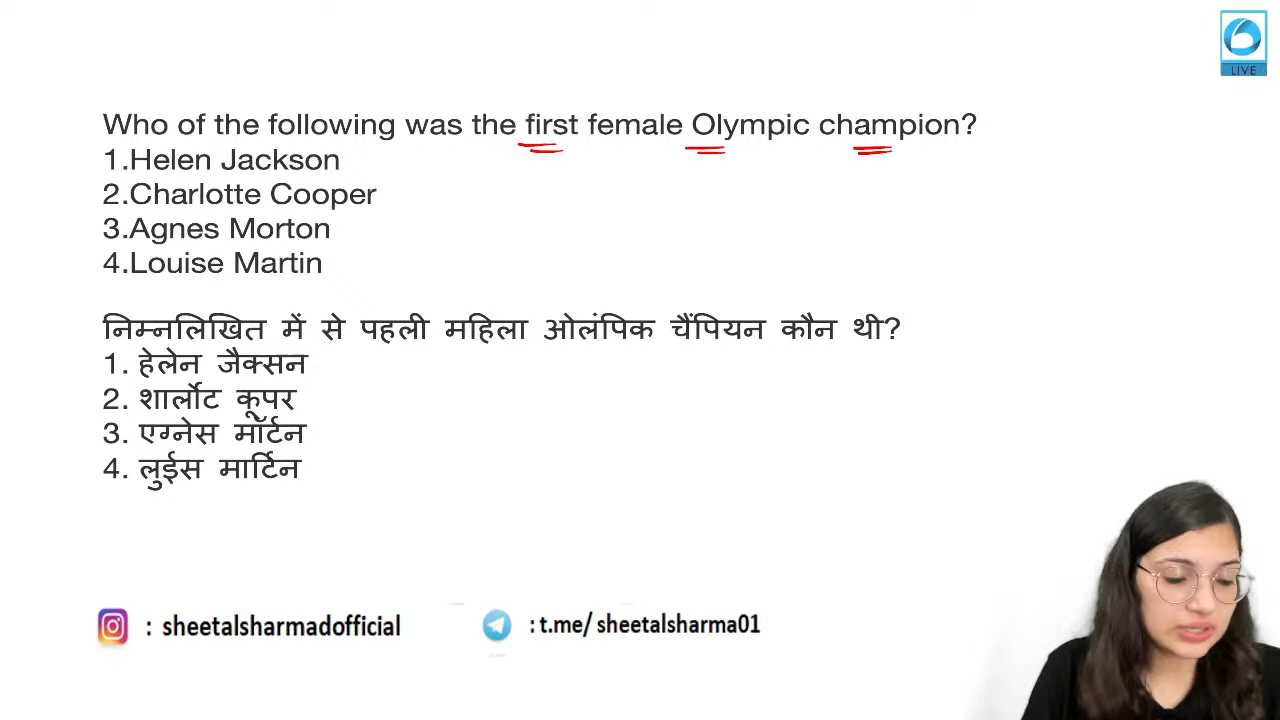 LIVE
Who of the following was the first female Olympic champion?
1.Helen Jackson
2.Charlotte Cooper
3.Agnes Morton
4.Louise Martin
निम्नलिखित में से पहली महिला ओलंपिक चैंपियन कौन थी?
1. हेलेन जैक्सन
2. शार्लोट कूपर
3. एग्नेस मॉर्टन
4. लुईस मार्टिन
: sheetalsharmadofficial
: t.me/ sheetalsharma01